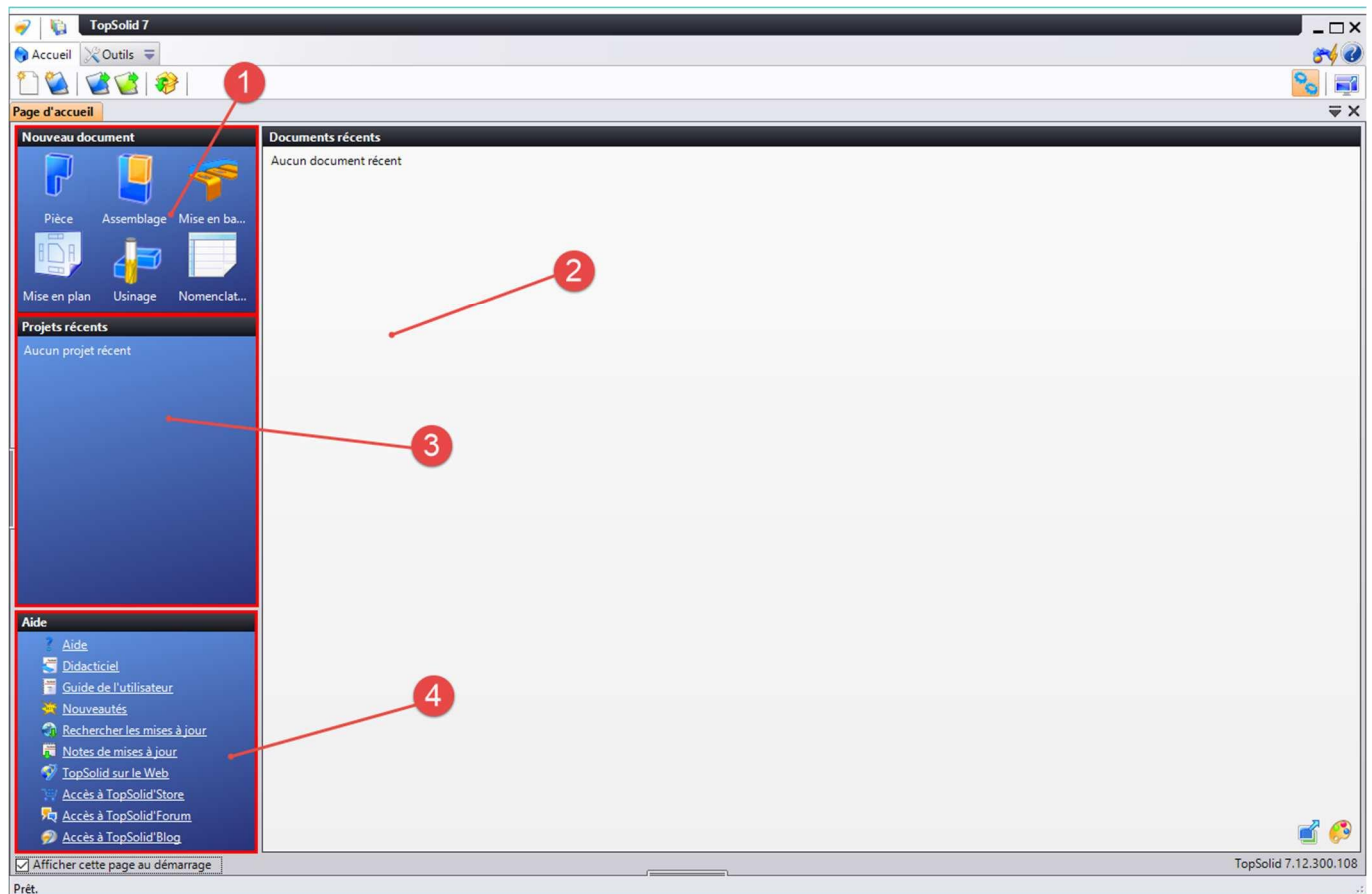 TopSolid 7
Accueil
Outils
Page d'accueil
1
Nouveau document
Pièce
Assemblage
Mise en ba...
Mise en plan
Usinage
Nomenclat...
Documents récents
Aucun document récent
2
Projets récents
Aucun projet récent
3
Aide
? Aide
Didacticiel
Guide de l'utilisateur
Nouveautés
Rechercher les mises à jour
Notes de mises à jour
TopSolid sur le Web
Accès à TopSolid'Store
Accès à TopSolid'Forum
Accès à TopSolid'Blog
4
Afficher cette page au démarrage
TopSolid 7.12.300.108
Prêt.